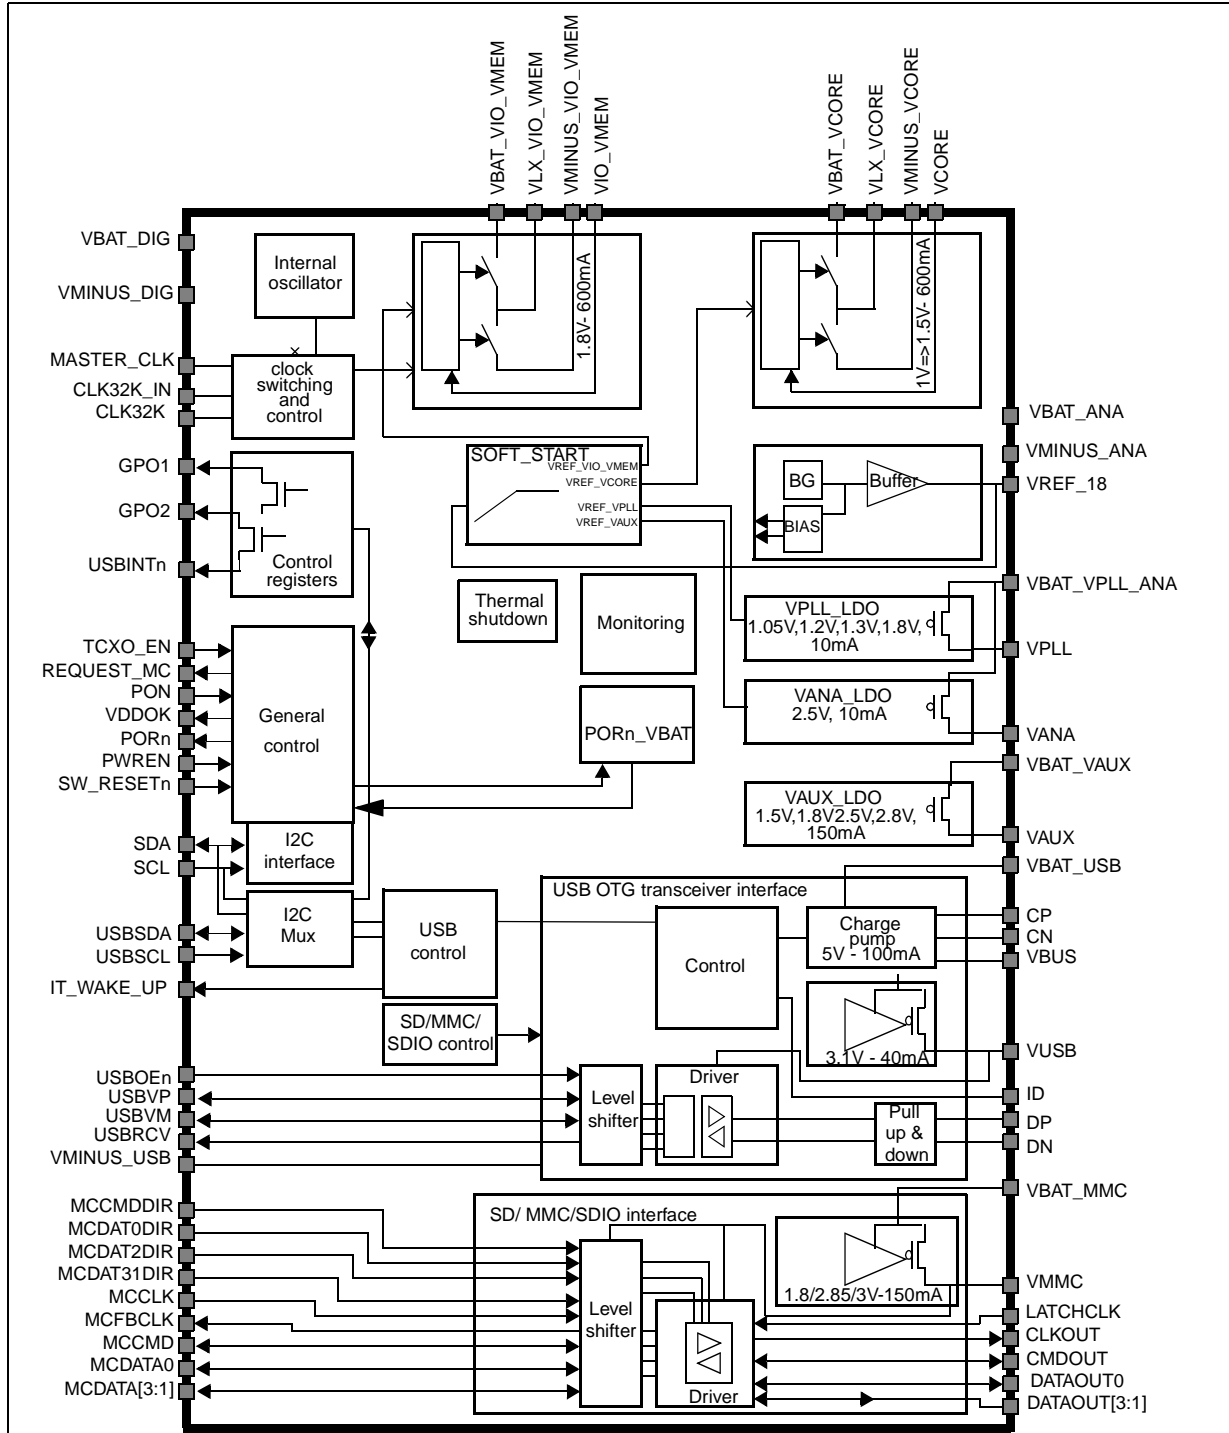 VBAT_VIO_VMEM
VLX_VIO_VMEM
VMINUS_VIO_VMEM
VIO_VMEM
VBAT_VCORE
VLX_VCORE
VMINUS_VCORE
VCORE
VBAT_DIG
VMINUS_DIG
MASTER_CLK
CLK32K_IN
CLK32K
GPO1
GPO2
USBINTn
TCXO_EN
REQUEST_MC
PON
VDDOK
PORn
PWREN
SW_RESETn
SDA
SCL
USBSDA
USBSCL
IT_WAKE_UP
USBOEn
USBVP
USBVM
USBRCV
VMINUS_USB
MCCMDDIR
MCDAT0DIR
MCDAT2DIR
MCDAT31DIR
MCCLK
MCFBCLK
MCCMD
MCDATA0
MCDATA[3:1]
Internal
oscillator
clock
switching
and
control
1.8V- 600mA
1V=>1.5V- 600mA
SOFT_START
VREF_VIO_VMEM
VREF_VCORE
VREF_VPLL
VREF_VAUX
BG
Buffer
BIAS
Control
registers
Thermal
shutdown
Monitoring
VPLL_LDO
1.05V,1.2V,1.3V,1.8V,
10mA
General
control
PORn_VBAT
VANA_LDO
2.5V, 10mA
VAUX_LDO
1.5V,1.8V2.5V,2.8V,
150mA
I2C
interface
I2C
Mux
USB
control
SD/MMC/
SDIO control
USB OTG transceiver interface
Control
Charge
pump
5V - 100mA
3.1V - 40mA
Level
shifter
Driver
Pull
up &
down
SD/ MMC/SDIO interface
Level
shifter
1.8/2.85/3V-150mA
Driver
VBAT_ANA
VMINUS_ANA
VREF_18
VBAT_VPLL_ANA
VPLL
VANA
VBAT_VAUX
VAUX
VBAT_USB
CP
CN
VBUS
VUSB
ID
DP
DN
VBAT_MMC
VMMC
LATCHCLK
CLKOUT
CMDOUT
DATAOUT0
DATAOUT[3:1]